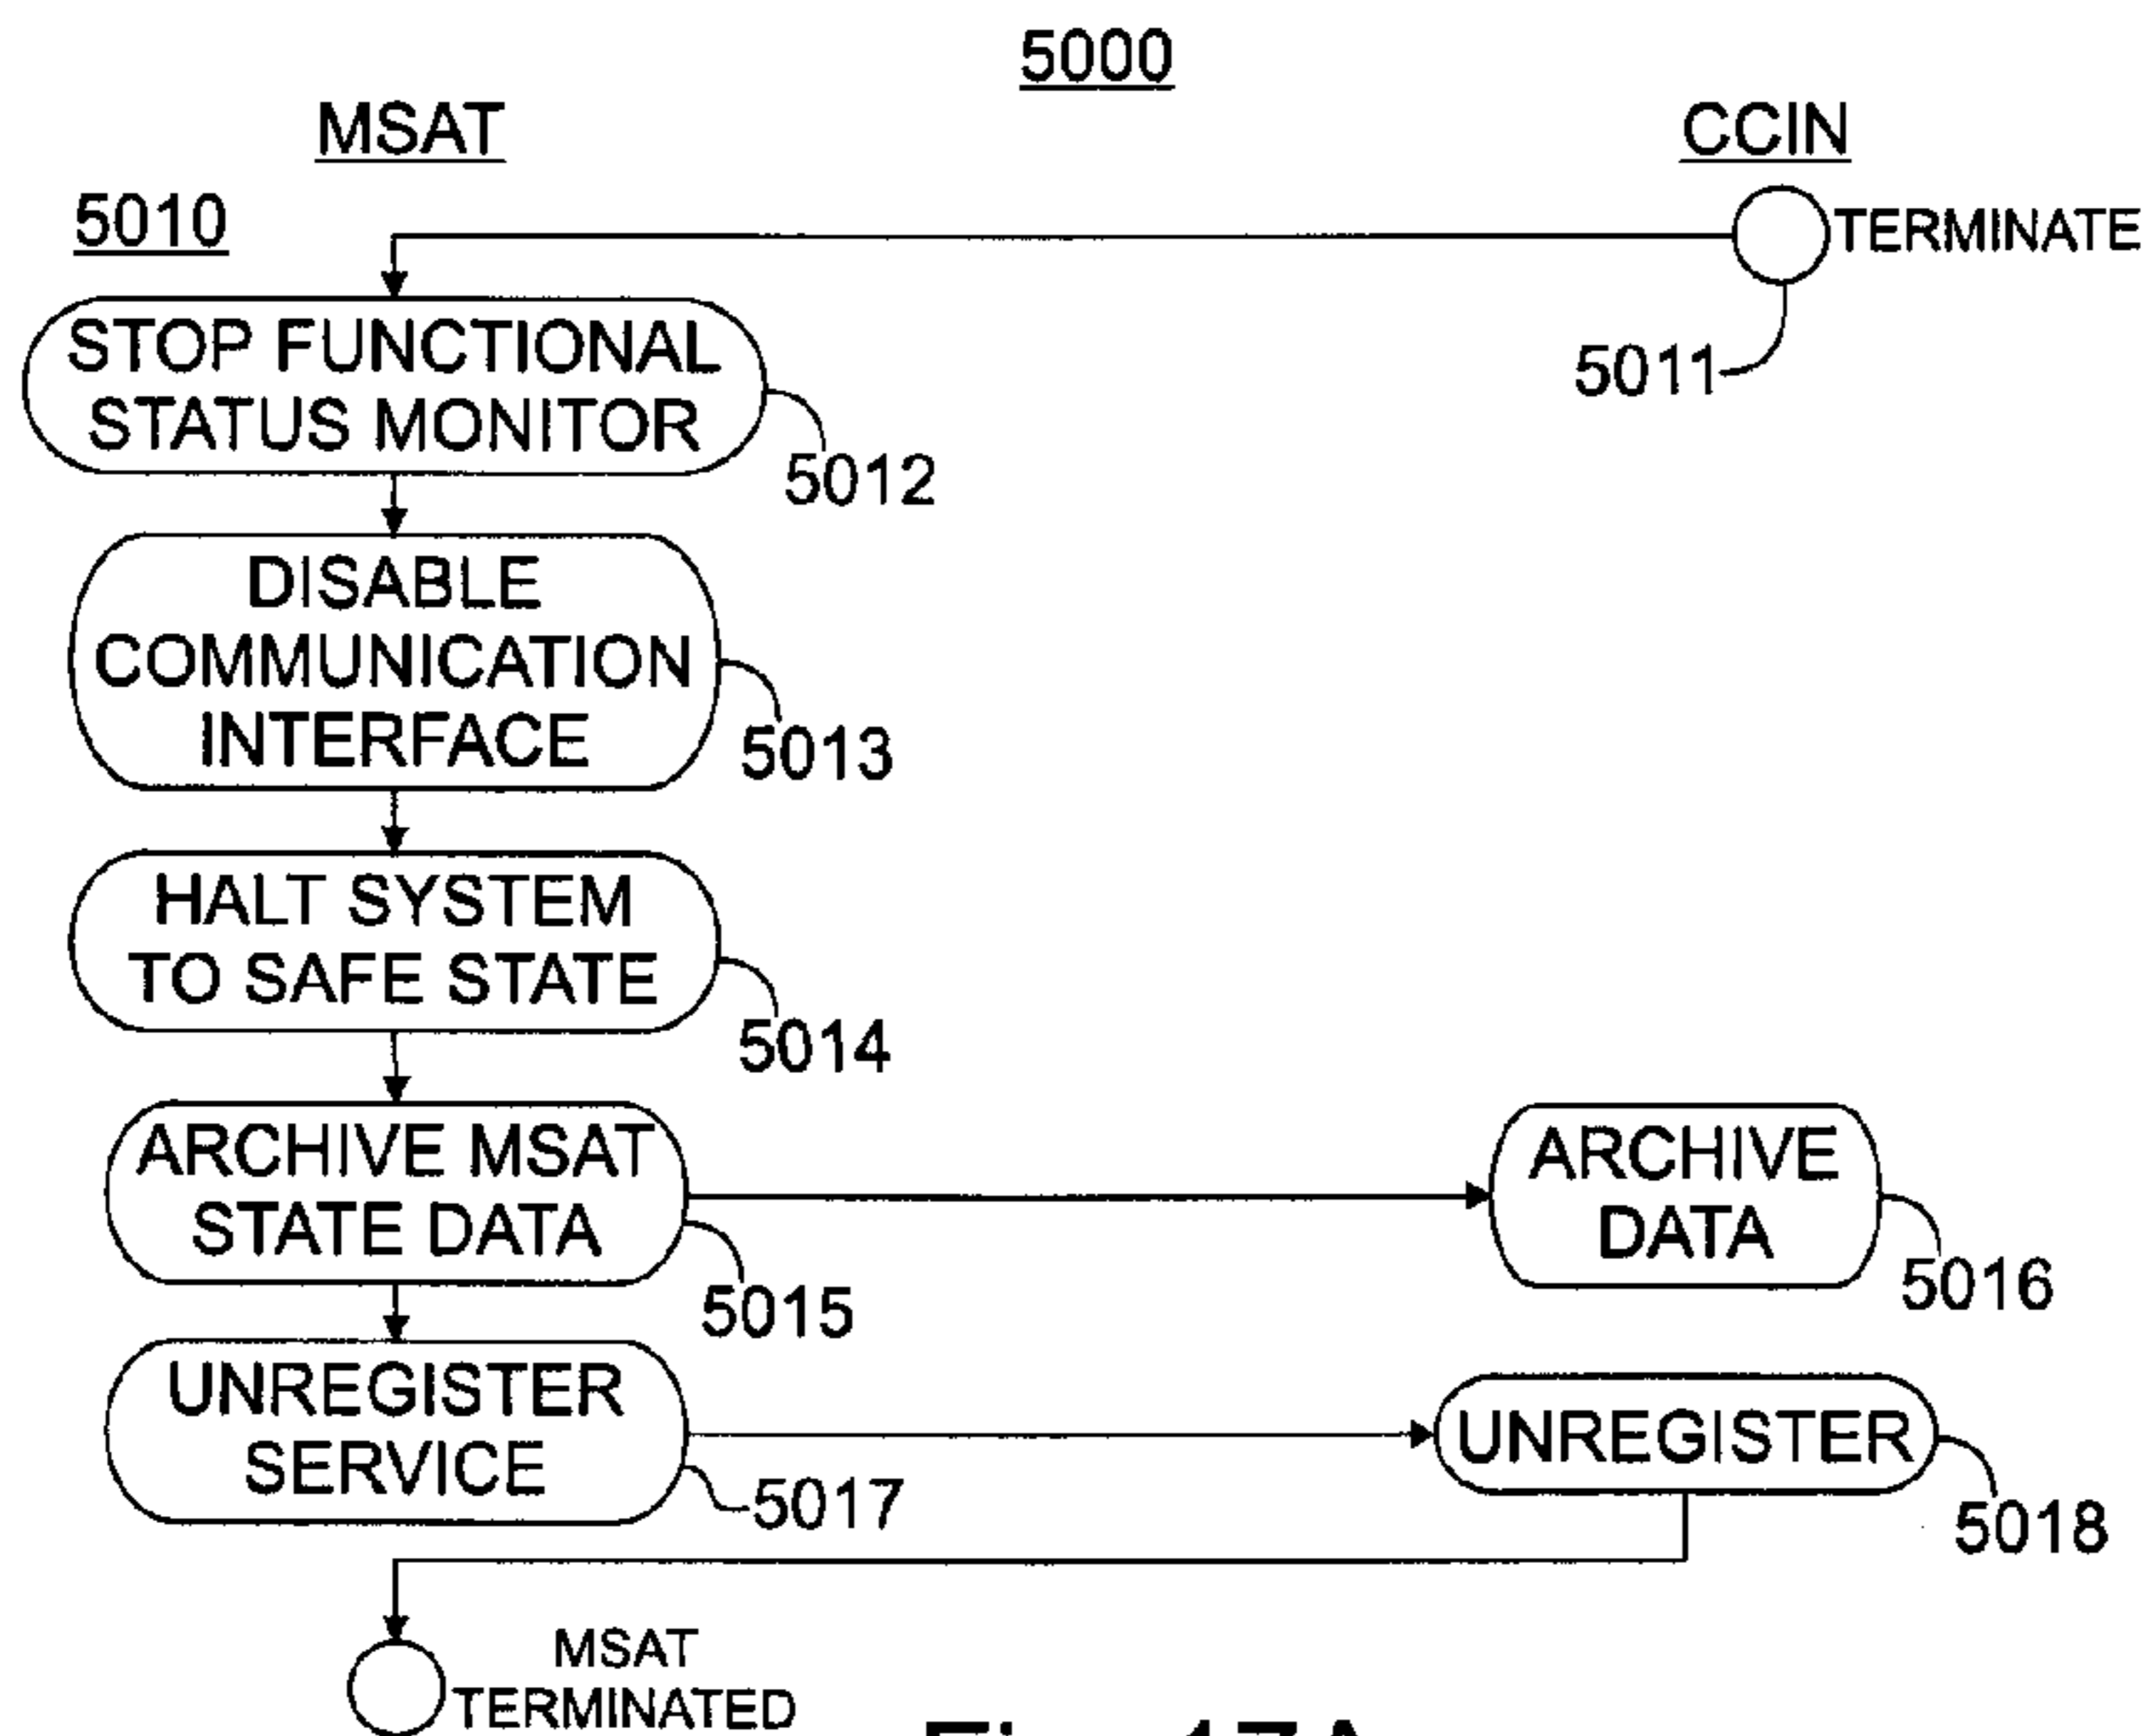 5000
MSAT
CCIN
5010
TERMINATE
5011
STOP FUNCTIONAL
STATUS MONITOR
5012
DISABLE
COMMUNICATION
INTERFACE
5013
HALT SYSTEM
TO SAFE STATE
5014
ARCHIVE MSAT
STATE DATA
5015
ARCHIVE
DATA
5016
UNREGISTER
SERVICE
5017
UNREGISTER
5018
MSAT
TERMINATED